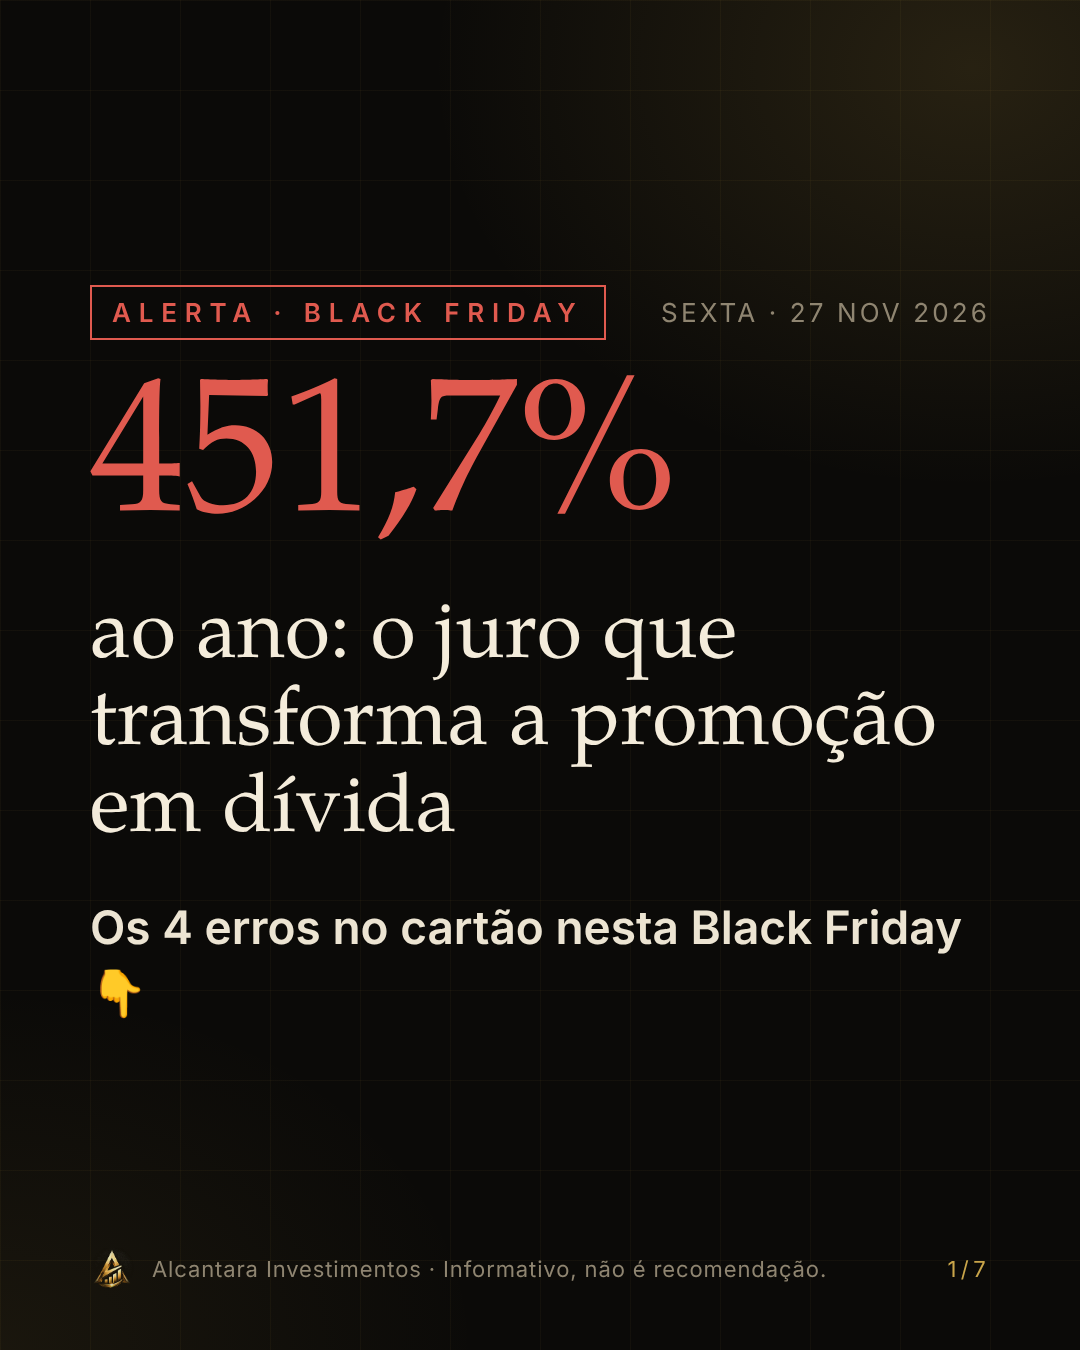 ALERTA · BLACK FRIDAY
SEXTA · 27 NOV 2026
451,7%
ao ano: o juro que
transforma a promoção
em dívida
Os 4 erros no cartão nesta Black Friday
👇
Alcantara Investimentos · Informativo, não é recomendação.
1/7